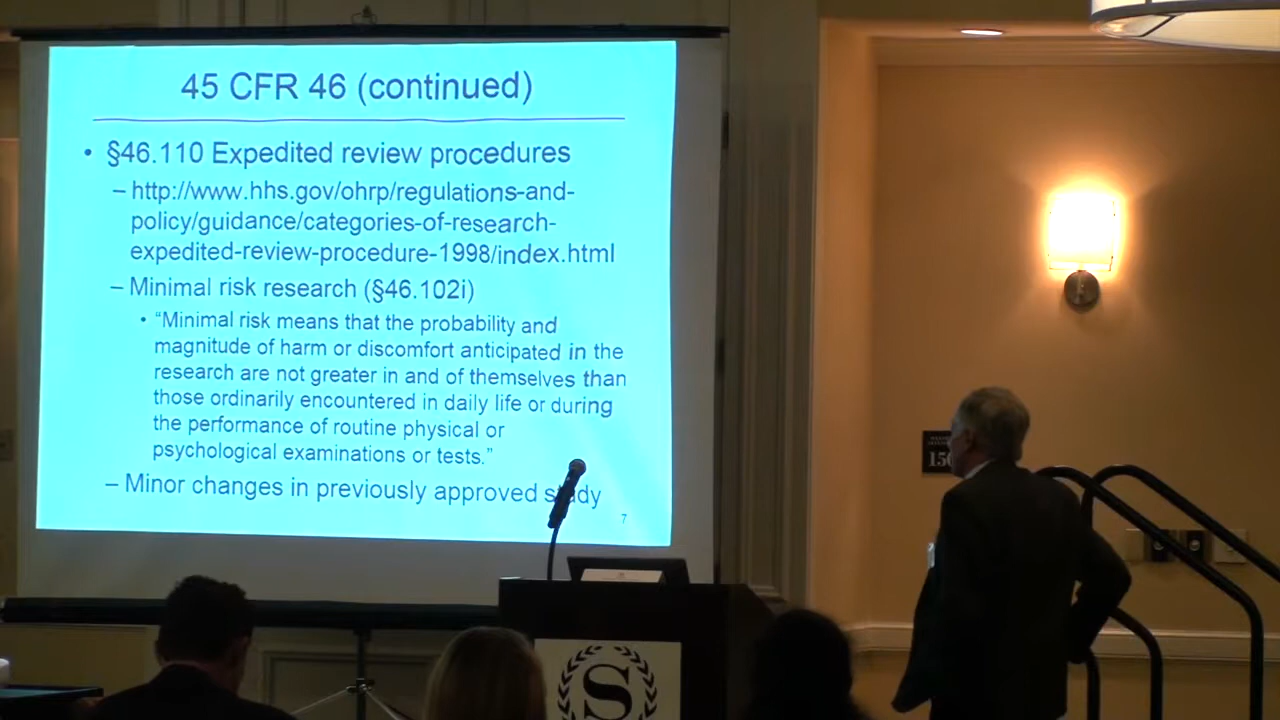 45 CFR 46 (continued)
• §46.110 Expedited review procedures
– http://www.hhs.gov/ohrp/regulations-and-
policy/guidance/categories-of-research-
expedited-review-procedure-1998/index.html
– Minimal risk research (§46.102i)
• “Minimal risk means that the probability and
magnitude of harm or discomfort anticipated in the
research are not greater in and of themselves than
those ordinarily encountered in daily life or during
the performance of routine physical or
psychological examinations or tests.”
– Minor changes in previously approved study
7
S